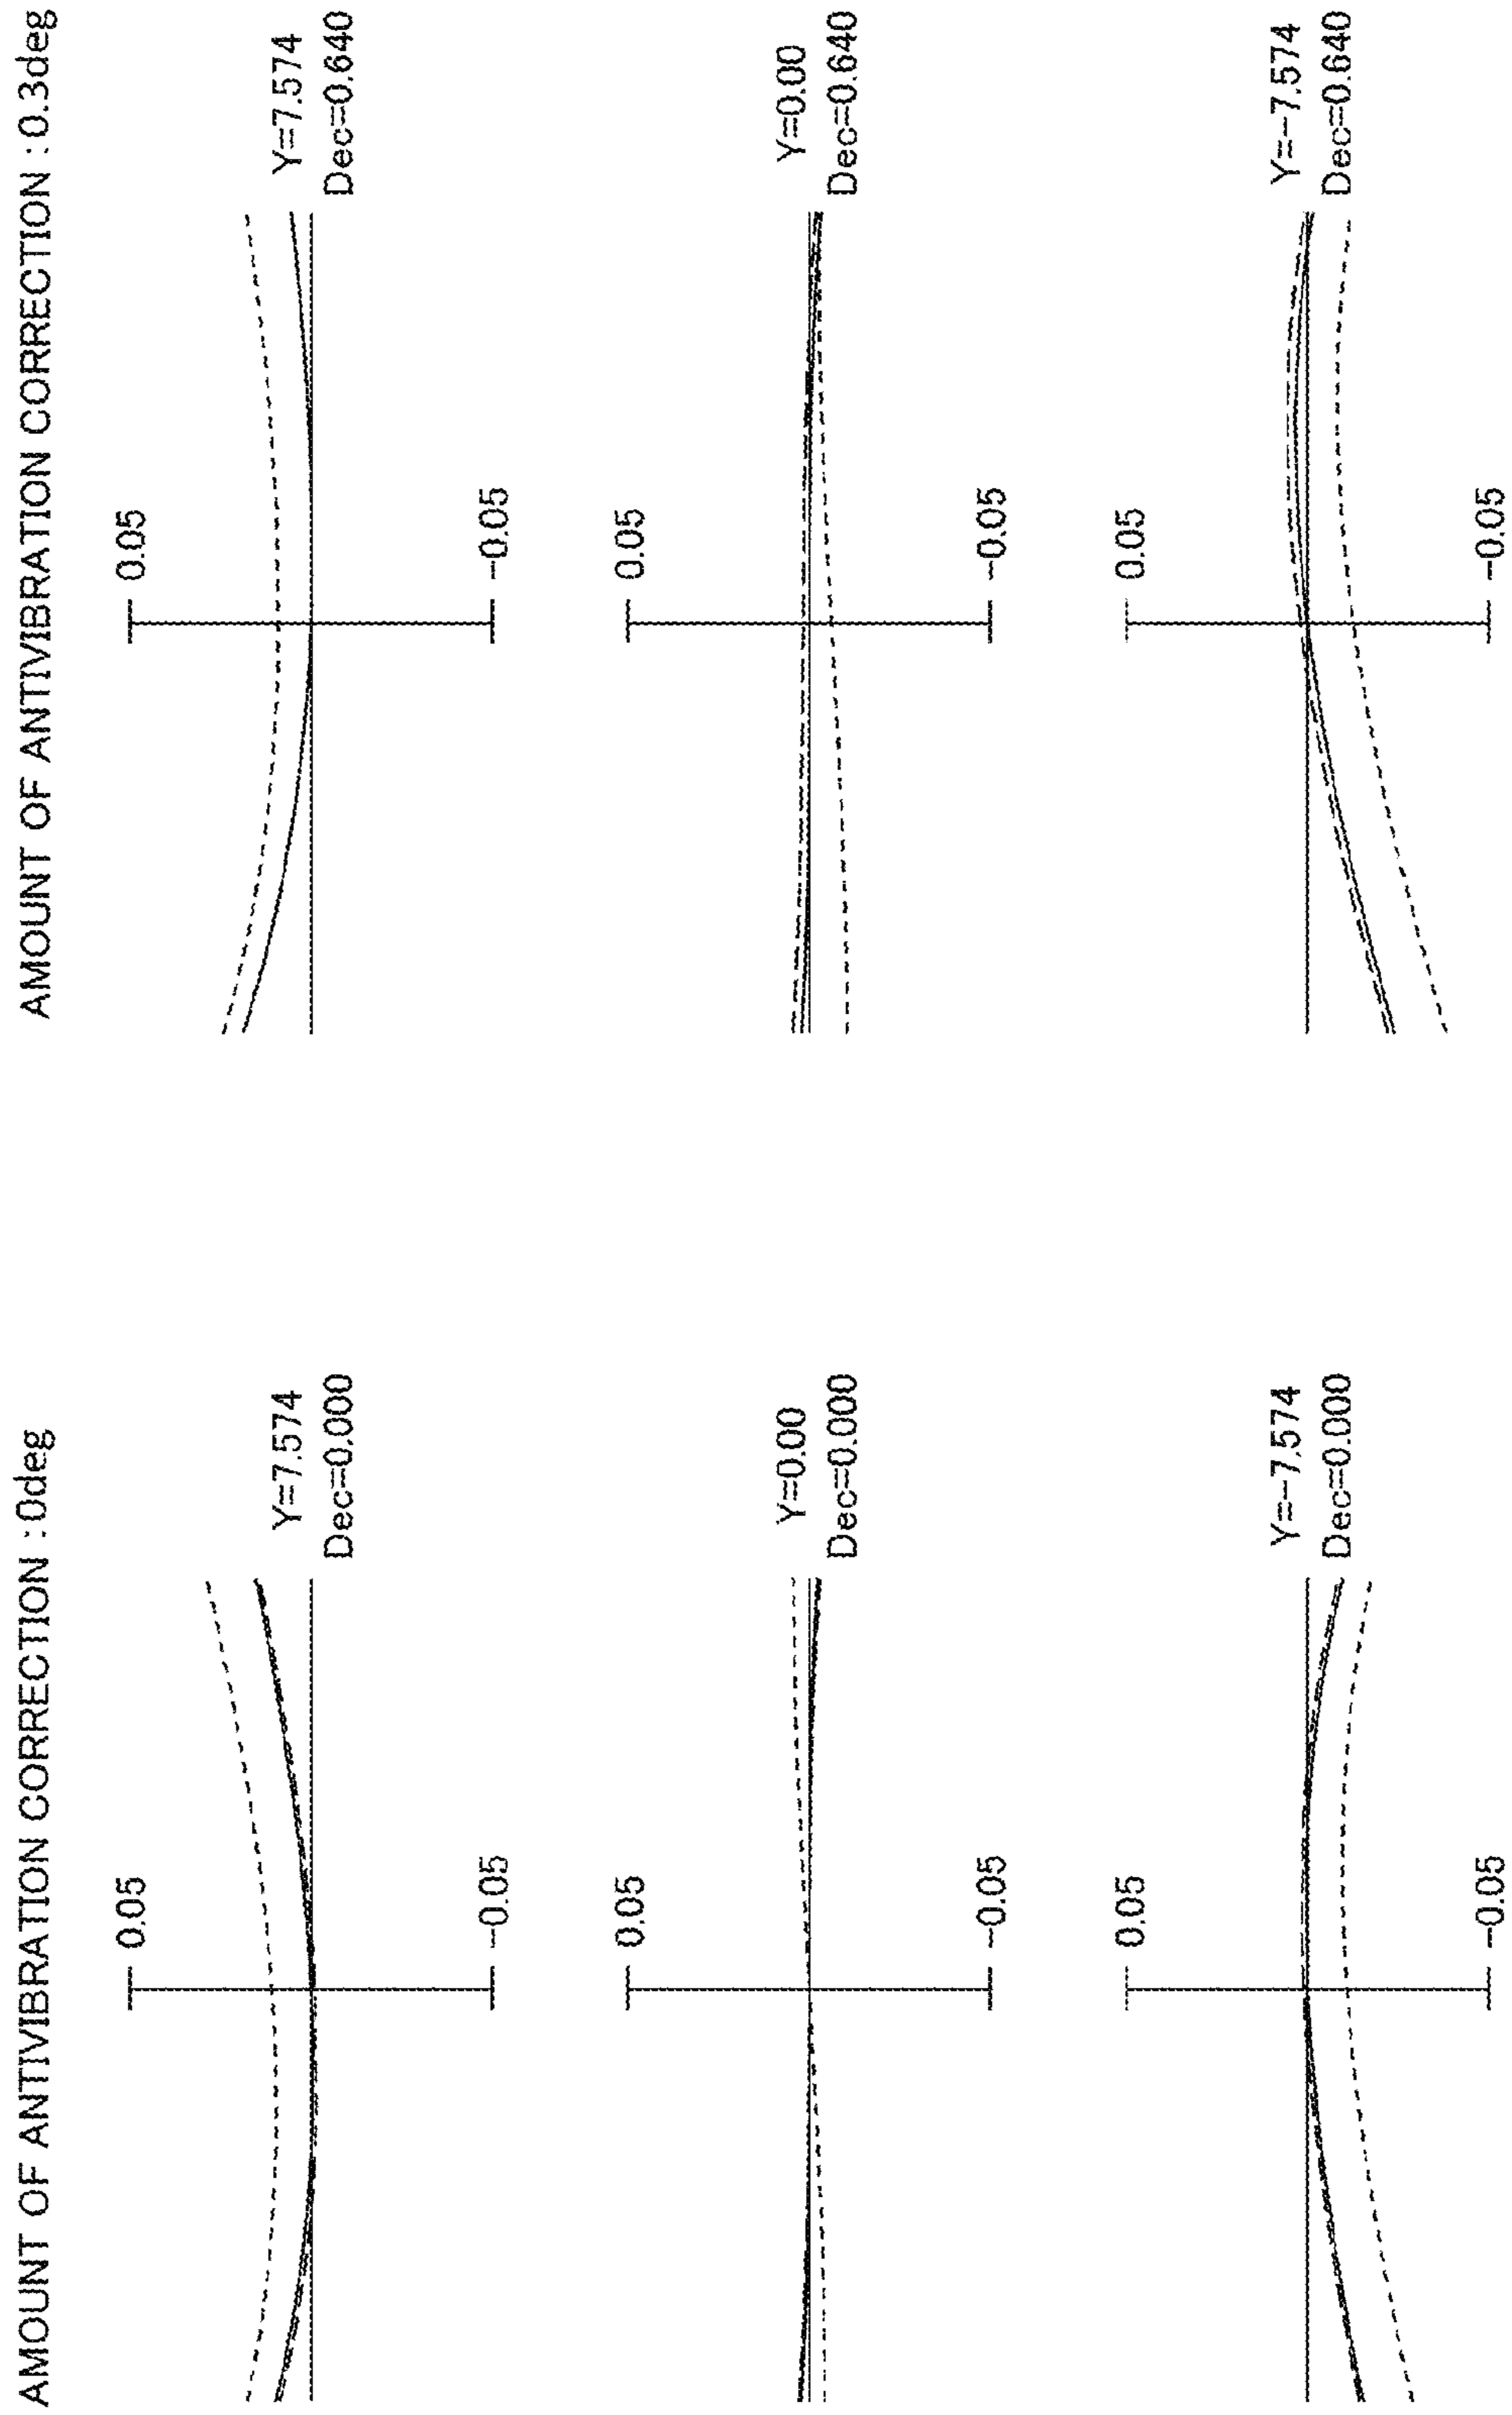 AMOUNT OF ANTIVIBRATION CORRECTION : 0deg
0.05
Y=7.574
Dec=0.000
-0.05
0.05
Y=0.00
Dec=0.000
-0.05
0.05
Y=-7.574
Dec=0.000
-0.05
AMOUNT OF ANTIVIBRATION CORRECTION : 0.3deg
0.05
Y=7.574
Dec=0.640
-0.05
0.05
Y=0.00
Dec=0.640
-0.05
0.05
Y=-7.574
Dec=0.640
-0.05